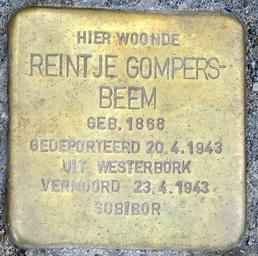 HIER WOONDE
REINTJE GOMPERS-
BEEM
GEB. 1868
GEDEPORTEERD 20.4.1943
UIT WESTERBORK
VERMOORD 23.4.1943
SOBIBOR